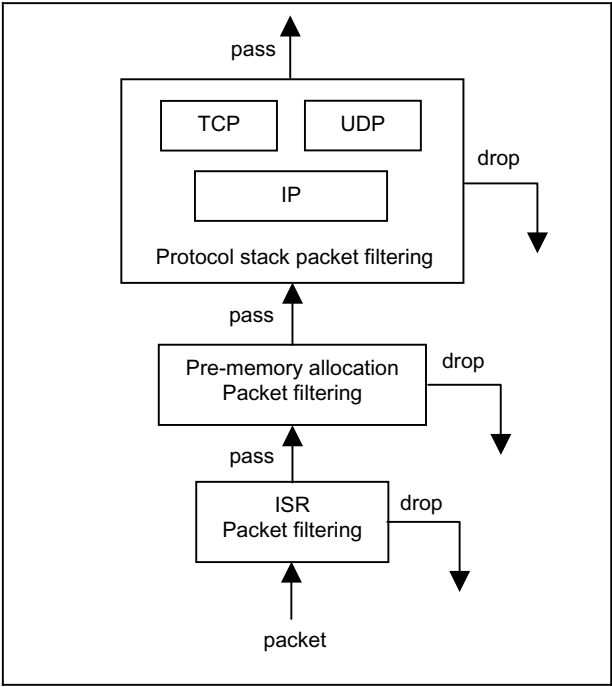 pass
TCP
UDP
drop
IP
Protocol stack packet filtering
pass
Pre-memory allocation
Packet filtering
drop
pass
ISR
Packet filtering
drop
packet